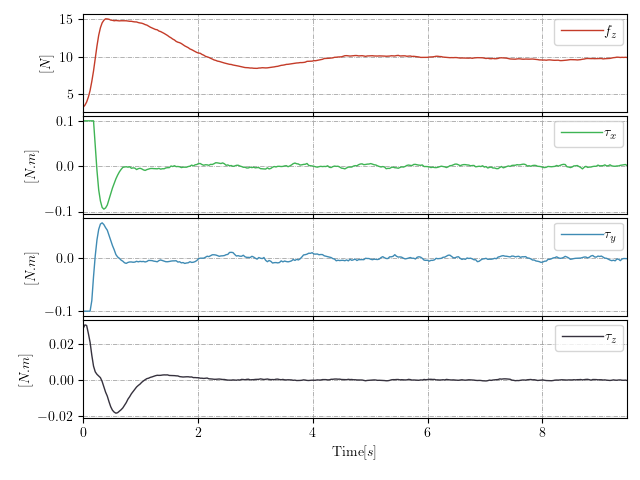 15
10
5
[N]
f_z
0.1
0.0
−0.1
[N.m]
τ_x
0.0
−0.1
[N.m]
τ_y
0.02
0.00
−0.02
[N.m]
τ_z
0 2 4 6 8
Time[s]